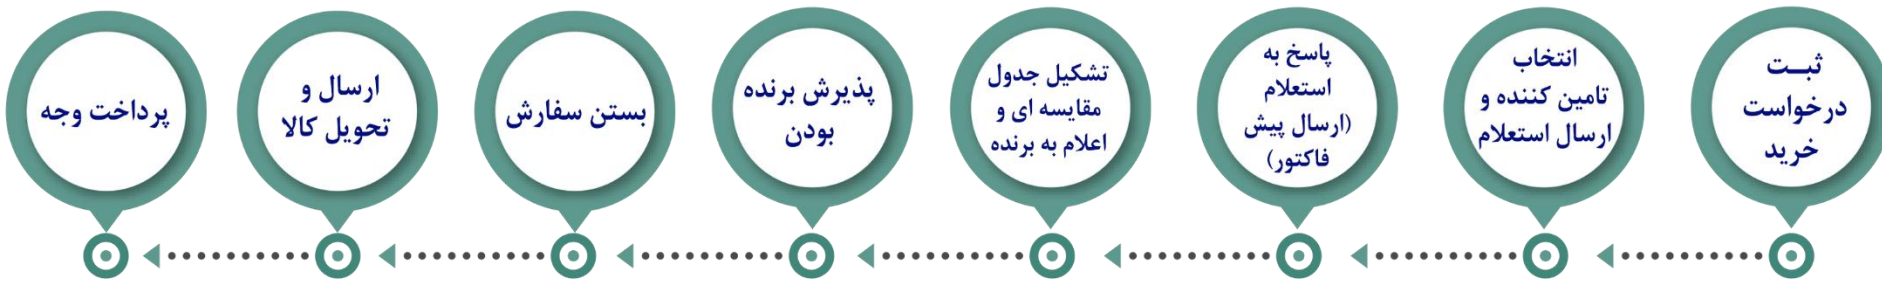 ثبــت
درخواست
خرید
انتخاب
تامین کننده و
ارسال استعلام
پاسخ به
استعلام
(ارسال پیش
فاکتور)
تشکیل جدول
مقایسه ای و
اعلام به برنده
پذیرش برنده
بودن
بستن سفارش
ارسال و
تحویل کالا
پرداخت وجه